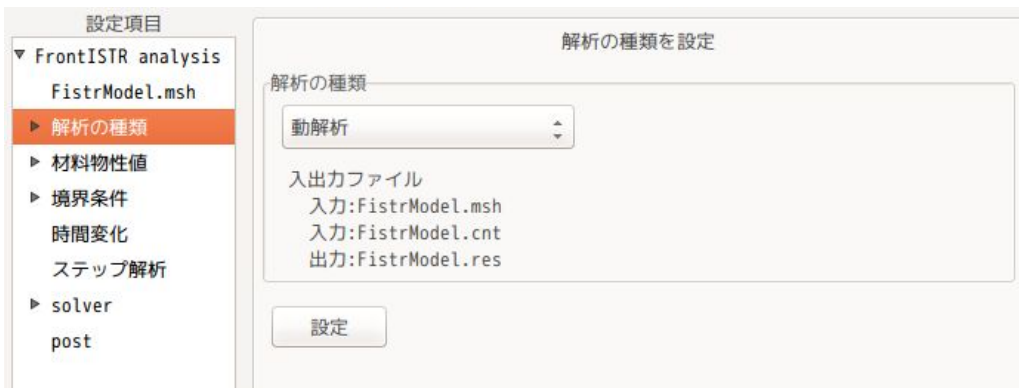 設定項目
FrontISTR analysis
FistrModel.msh
解析の種類
材料物性値
境界条件
時間変化
ステップ解析
solver
post
解析の種類を設定
解析の種類
動解析
入出力ファイル
入力:FistrModel.msh
入力:FistrModel.cnt
出力:FistrModel.res
設定